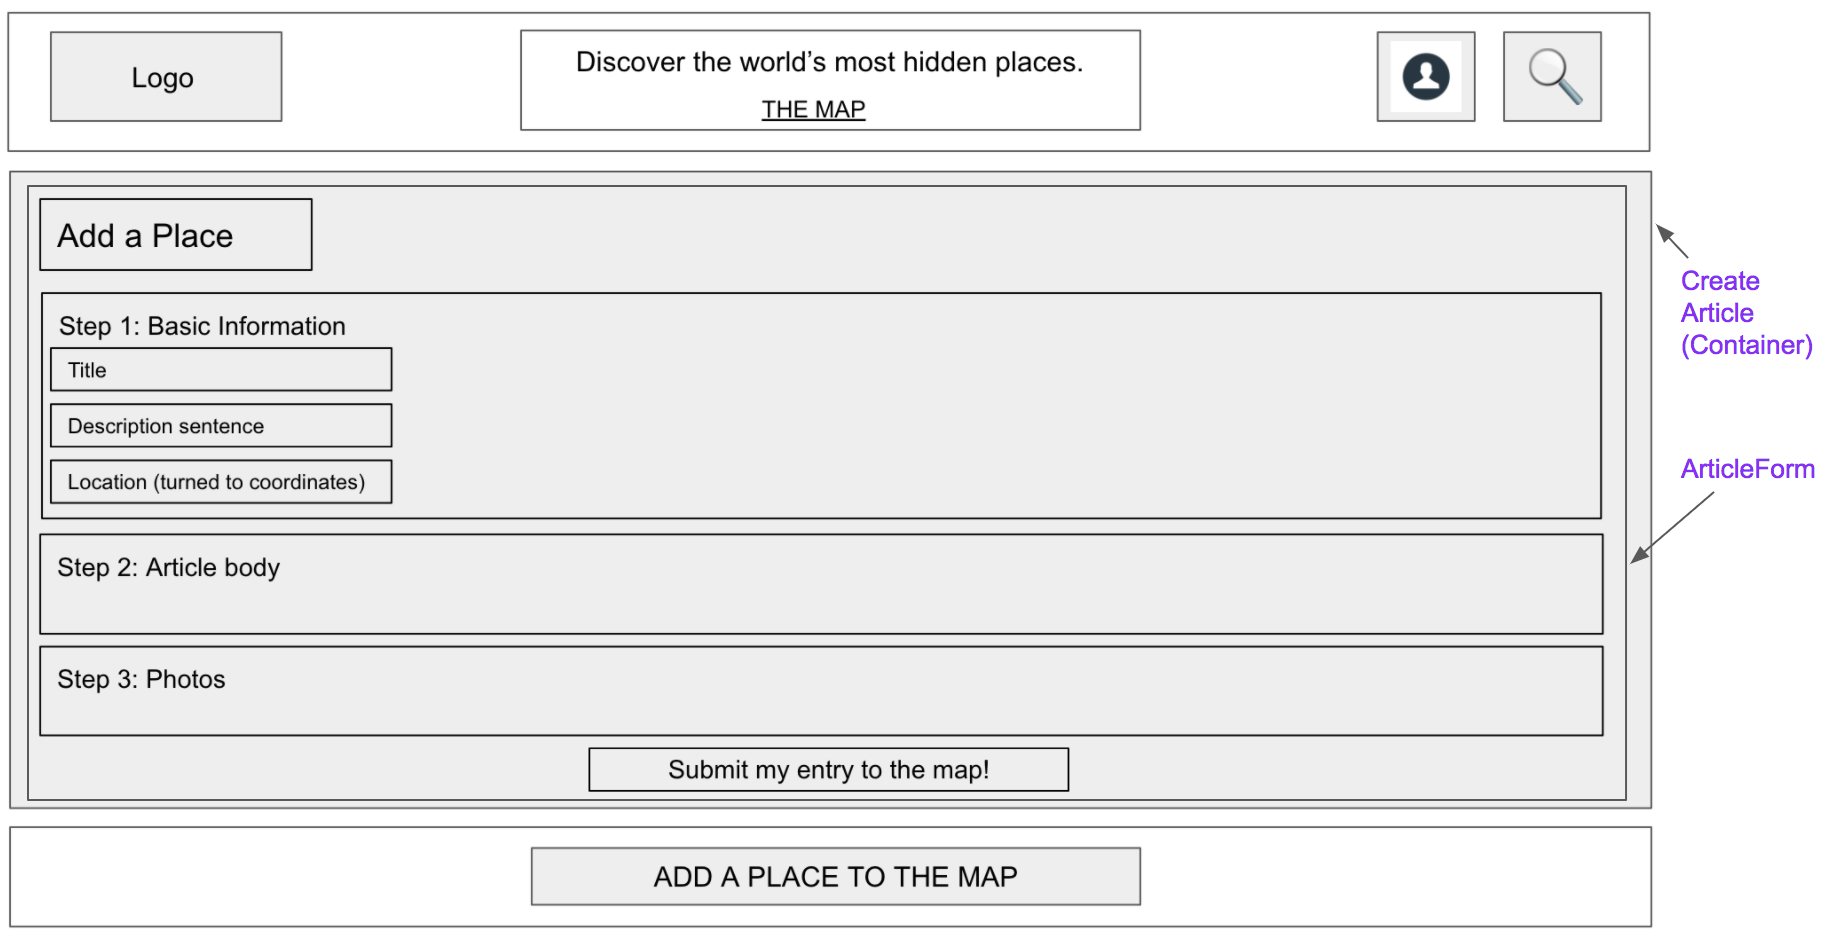 Logo
Discover the world’s most hidden places.
THE MAP
Add a Place
Step 1: Basic Information
Title
Description sentence
Location (turned to coordinates)
Step 2: Article body
Step 3: Photos
Submit my entry to the map!
ADD A PLACE TO THE MAP
Create
Article
(Container)
ArticleForm